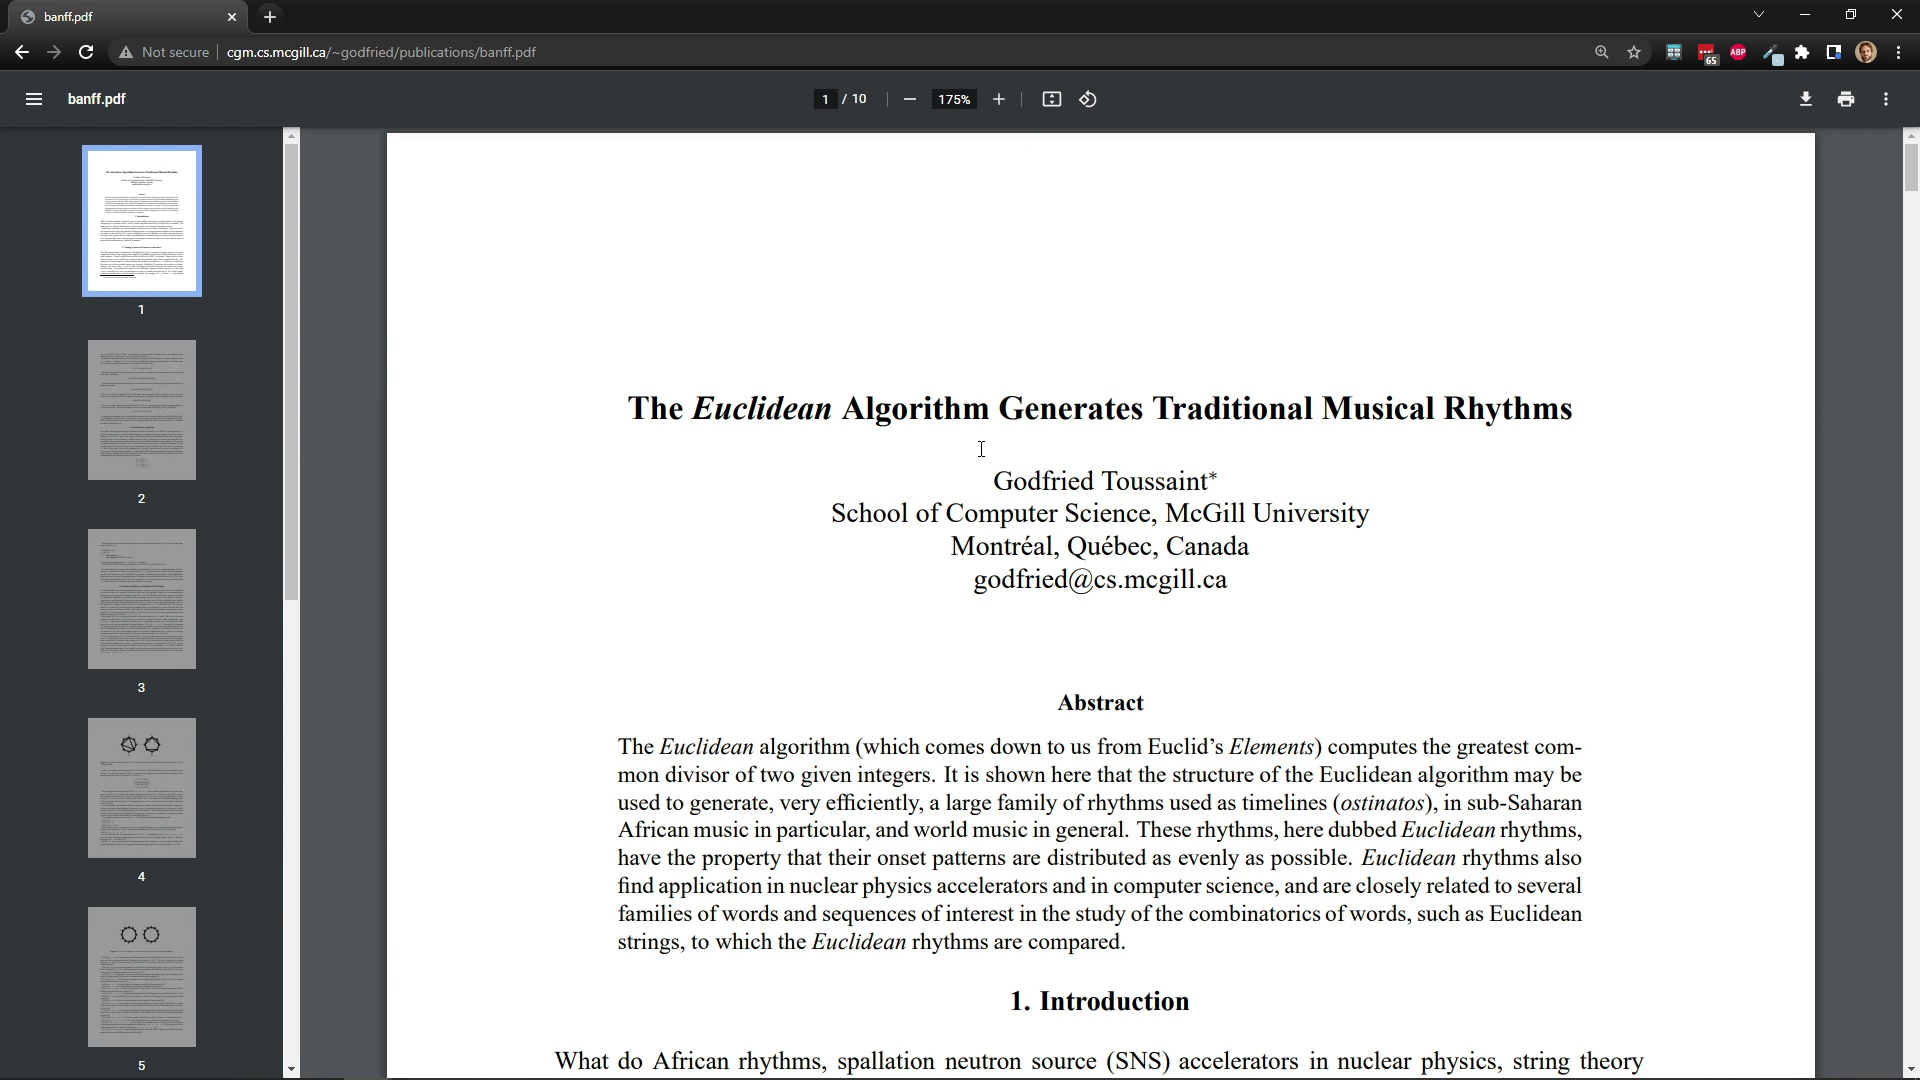 banff.pdf
Not secure
cgm.cs.mcgill.ca/~godfried/publications/banff.pdf
65
ABP
banff.pdf
1 / 10
175%
1
2
3
4
5
The Euclidean Algorithm Generates Traditional Musical Rhythms
Godfried Toussaint*
School of Computer Science, McGill University
Montréal, Québec, Canada
godfried@cs.mcgill.ca
Abstract
The Euclidean algorithm (which comes down to us from Euclid’s Elements) computes the greatest com-
mon divisor of two given integers. It is shown here that the structure of the Euclidean algorithm may be
used to generate, very efficiently, a large family of rhythms used as timelines (ostinatos), in sub-Saharan
African music in particular, and world music in general. These rhythms, here dubbed Euclidean rhythms,
have the property that their onset patterns are distributed as evenly as possible. Euclidean rhythms also
find application in nuclear physics accelerators and in computer science, and are closely related to several
families of words and sequences of interest in the study of the combinatorics of words, such as Euclidean
strings, to which the Euclidean rhythms are compared.
1. Introduction
What do African rhythms, spallation neutron source (SNS) accelerators in nuclear physics, string theory